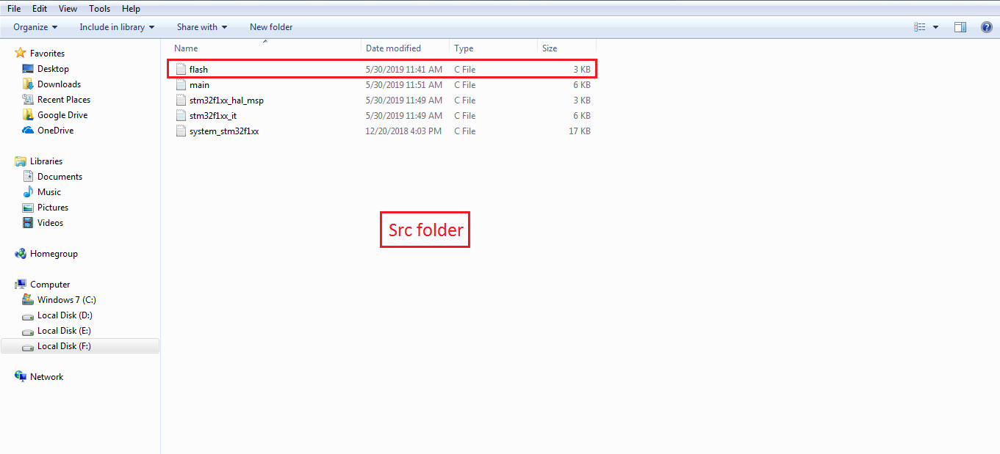 File Edit View Tools Help
Organize Include in library Share with New folder
Favorites
Desktop
Downloads
Recent Places
Google Drive
OneDrive
Libraries
Documents
Music
Pictures
Videos
Homegroup
Computer
Windows 7 (C:)
Local Disk (D:)
Local Disk (E:)
Local Disk (F:)
Network
Name Date modified Type Size
flash 5/30/2019 11:41 AM C File 3 KB
main 5/30/2019 11:51 AM C File 6 KB
stm32f1xx_hal_msp 5/30/2019 11:49 AM C File 3 KB
stm32f1xx_it 5/30/2019 11:49 AM C File 6 KB
system_stm32f1xx 12/20/2018 4:03 PM C File 17 KB
Src folder